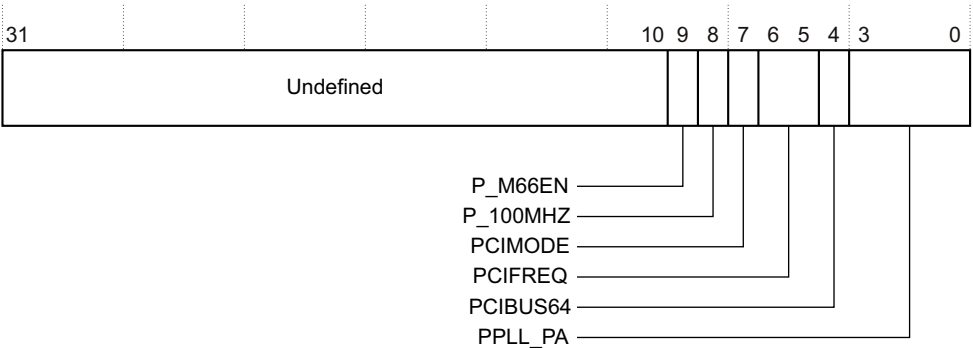 31 10 9 8 7 6 5 4 3 0
Undefined
P_M66EN
P_100MHZ
PCIMODE
PCIFREQ
PCIBUS64
PPLL_PA